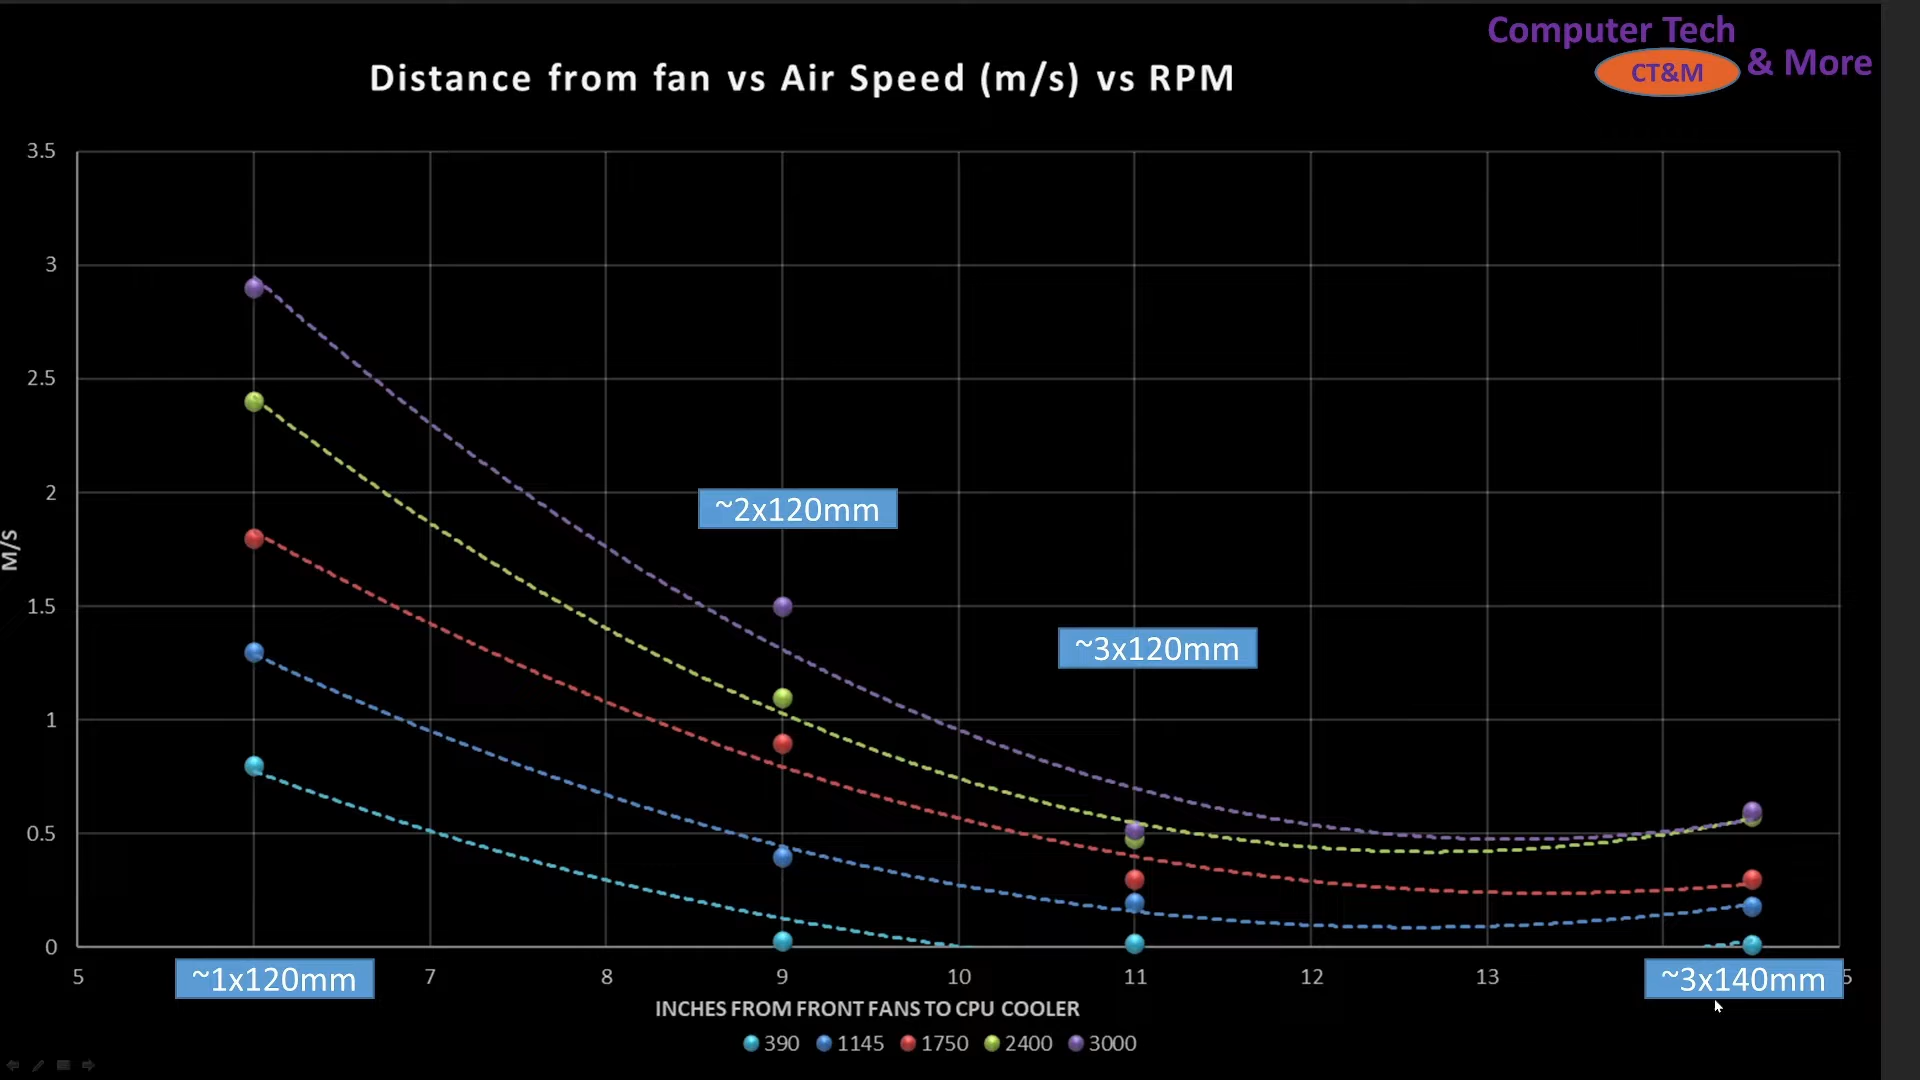 Computer Tech
CT&M
& More
Distance from fan vs Air Speed (m/s) vs RPM
3.5
3
2.5
2
1.5
1
0.5
0
M/S
~2x120mm
~3x120mm
5
~1x120mm
7
8
9
10
11
12
13
~3x140mm
5
INCHES FROM FRONT FANS TO CPU COOLER
390 1145 1750 2400 3000